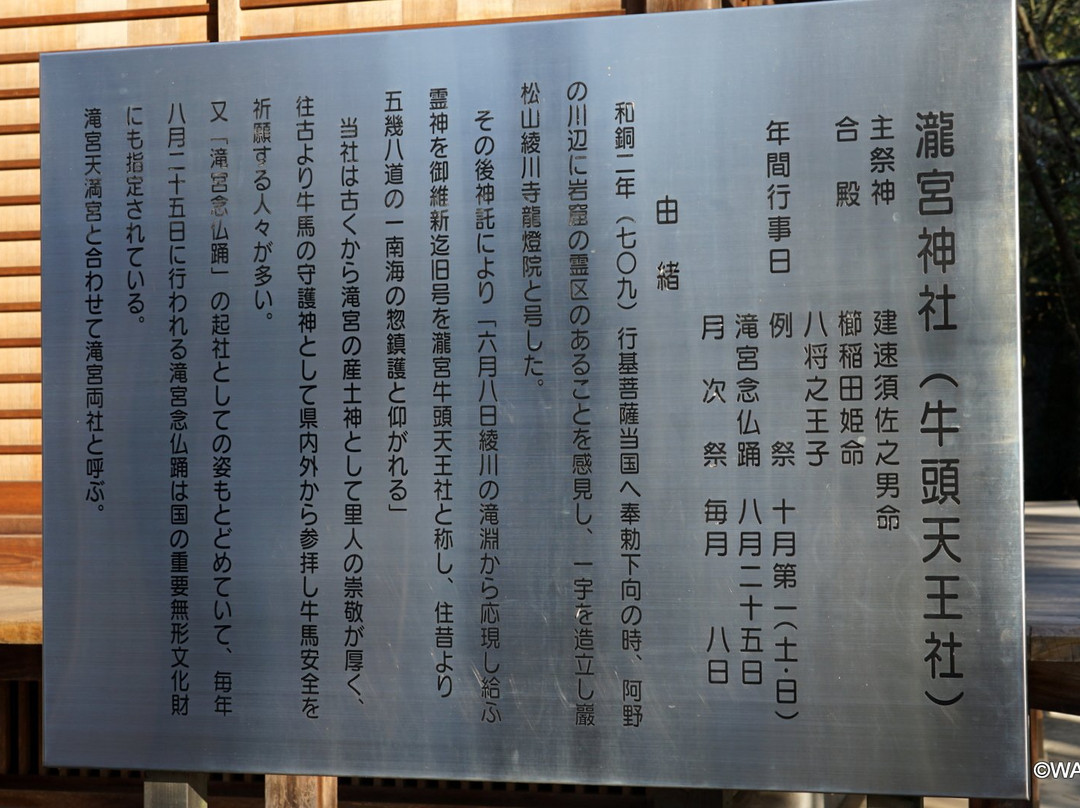 瀧宮神社（牛頭天王社）
主祭神　建速須佐之男命
合殿　櫛稲田姫命
八将之王子
年間行事日　例祭　十月第一（土・日）
滝宮念仏踊　八月二十五日
月次祭　毎月　八日
由緒
和銅二年（七〇九）行基菩薩当国へ奉勅下向の時、阿野
の川辺に岩窟の霊区のあることを感見し、一宇を造立し巖
松山綾川寺龍燈院と号した。
その後神託により「六月八日綾川の滝淵から応現し給ふ
霊神を御維新迄旧号を瀧宮牛頭天王社と称し、住昔より
五幾八道の一南海の惣鎮護と仰がれる」
当社は古くから滝宮の産土神として里人の崇敬が厚く、
往古より牛馬の守護神として県内外から参拝し牛馬安全を
祈願する人々が多い。
又「滝宮念仏踊」の起社としての姿もとどめていて、毎年
八月二十五日に行われる滝宮念仏踊は国の重要無形文化財
にも指定されている。
滝宮天満宮と合わせて滝宮両社と呼ぶ。
©WA